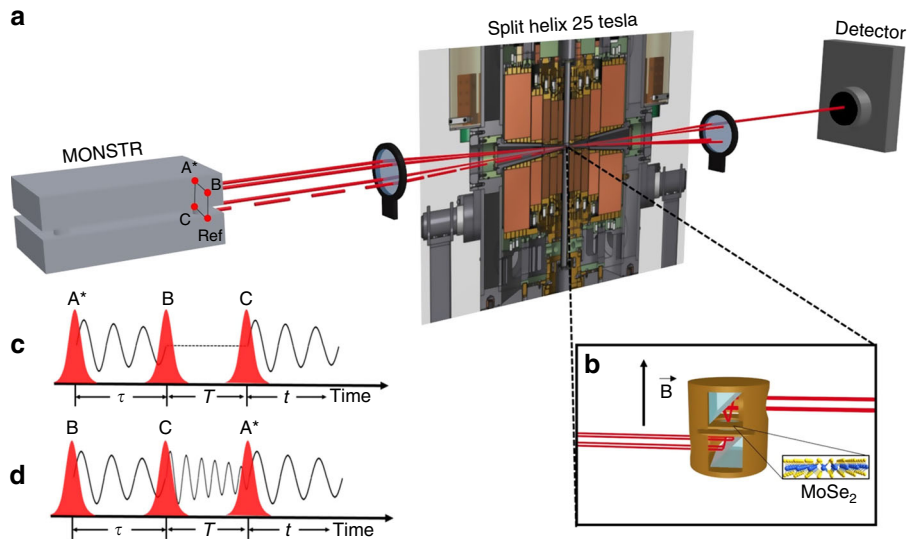 a
Split helix 25 tesla
Detector
MONSTR
A*
B
C
Ref
c
A* B C
τ T t Time
d
B C A*
τ T t Time
b
B
MoSe2